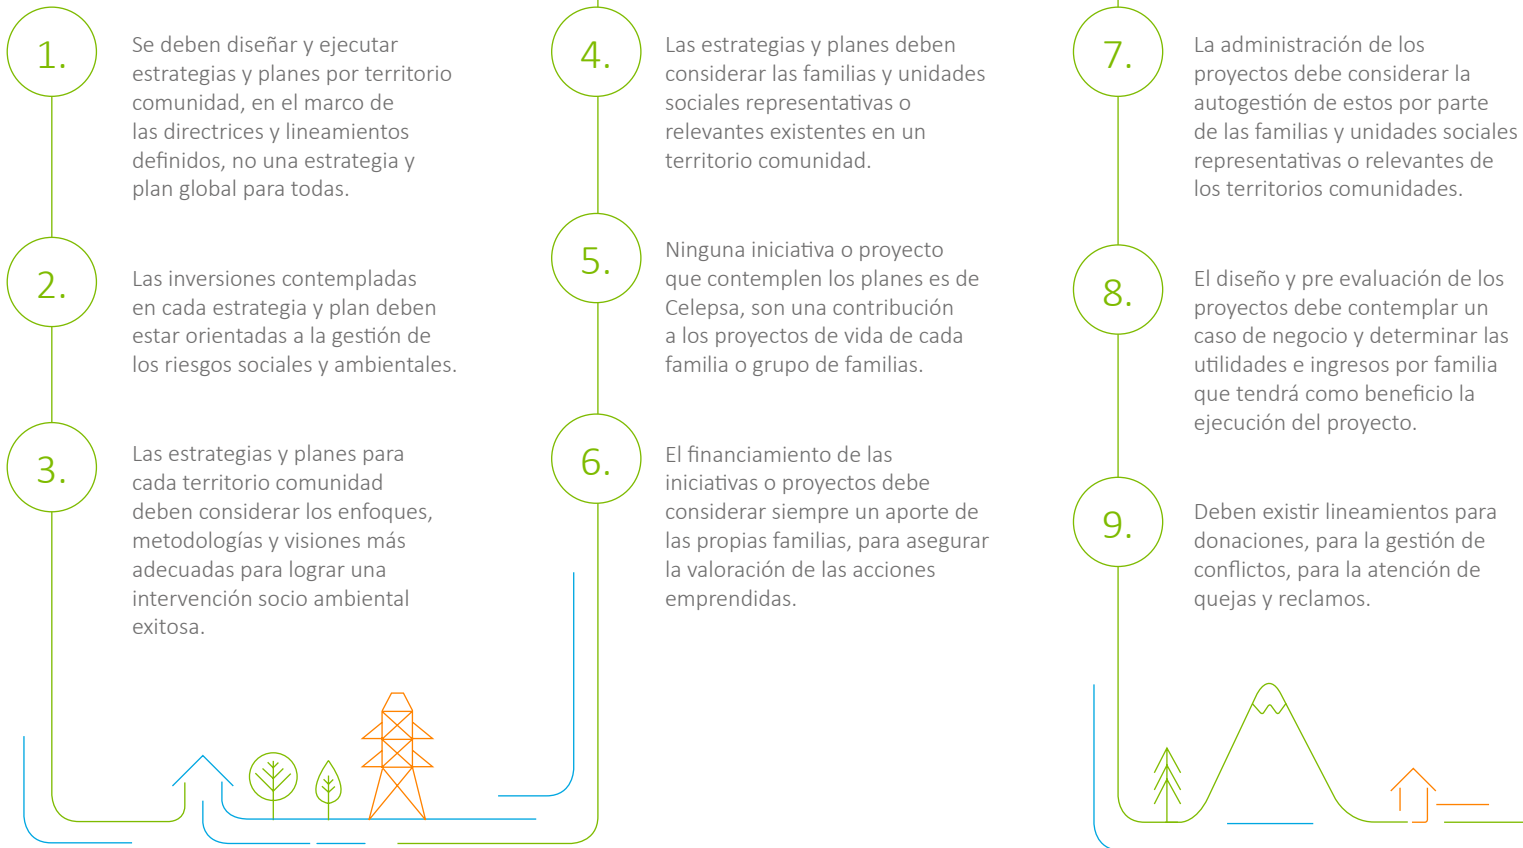 1.
Se deben diseñar y ejecutar
estrategias y planes por territorio
comunidad, en el marco de
las directrices y lineamientos
definidos, no una estrategia y
plan global para todas.
2.
Las inversiones contempladas
en cada estrategia y plan deben
estar orientadas a la gestión de
los riesgos sociales y ambientales.
3.
Las estrategias y planes para
cada territorio comunidad
deben considerar los enfoques,
metodologías y visiones más
adecuadas para lograr una
intervención socio ambiental
exitosa.
4.
Las estrategias y planes deben
considerar las familias y unidades
sociales representativas o
relevantes existentes en un
territorio comunidad.
5.
Ninguna iniciativa o proyecto
que contemplen los planes es de
Celepsa, son una contribución
a los proyectos de vida de cada
familia o grupo de familias.
6.
El financiamiento de las
iniciativas o proyectos debe
considerar siempre un aporte de
las propias familias, para asegurar
la valoración de las acciones
emprendidas.
7.
La administración de los
proyectos debe considerar la
autogestión de estos por parte
de las familias y unidades sociales
representativas o relevantes de
los territorios comunidades.
8.
El diseño y pre evaluación de los
proyectos debe contemplar un
caso de negocio y determinar las
utilidades e ingresos por familia
que tendrá como beneficio la
ejecución del proyecto.
9.
Deben existir lineamientos para
donaciones, para la gestión de
conflictos, para la atención de
quejas y reclamos.